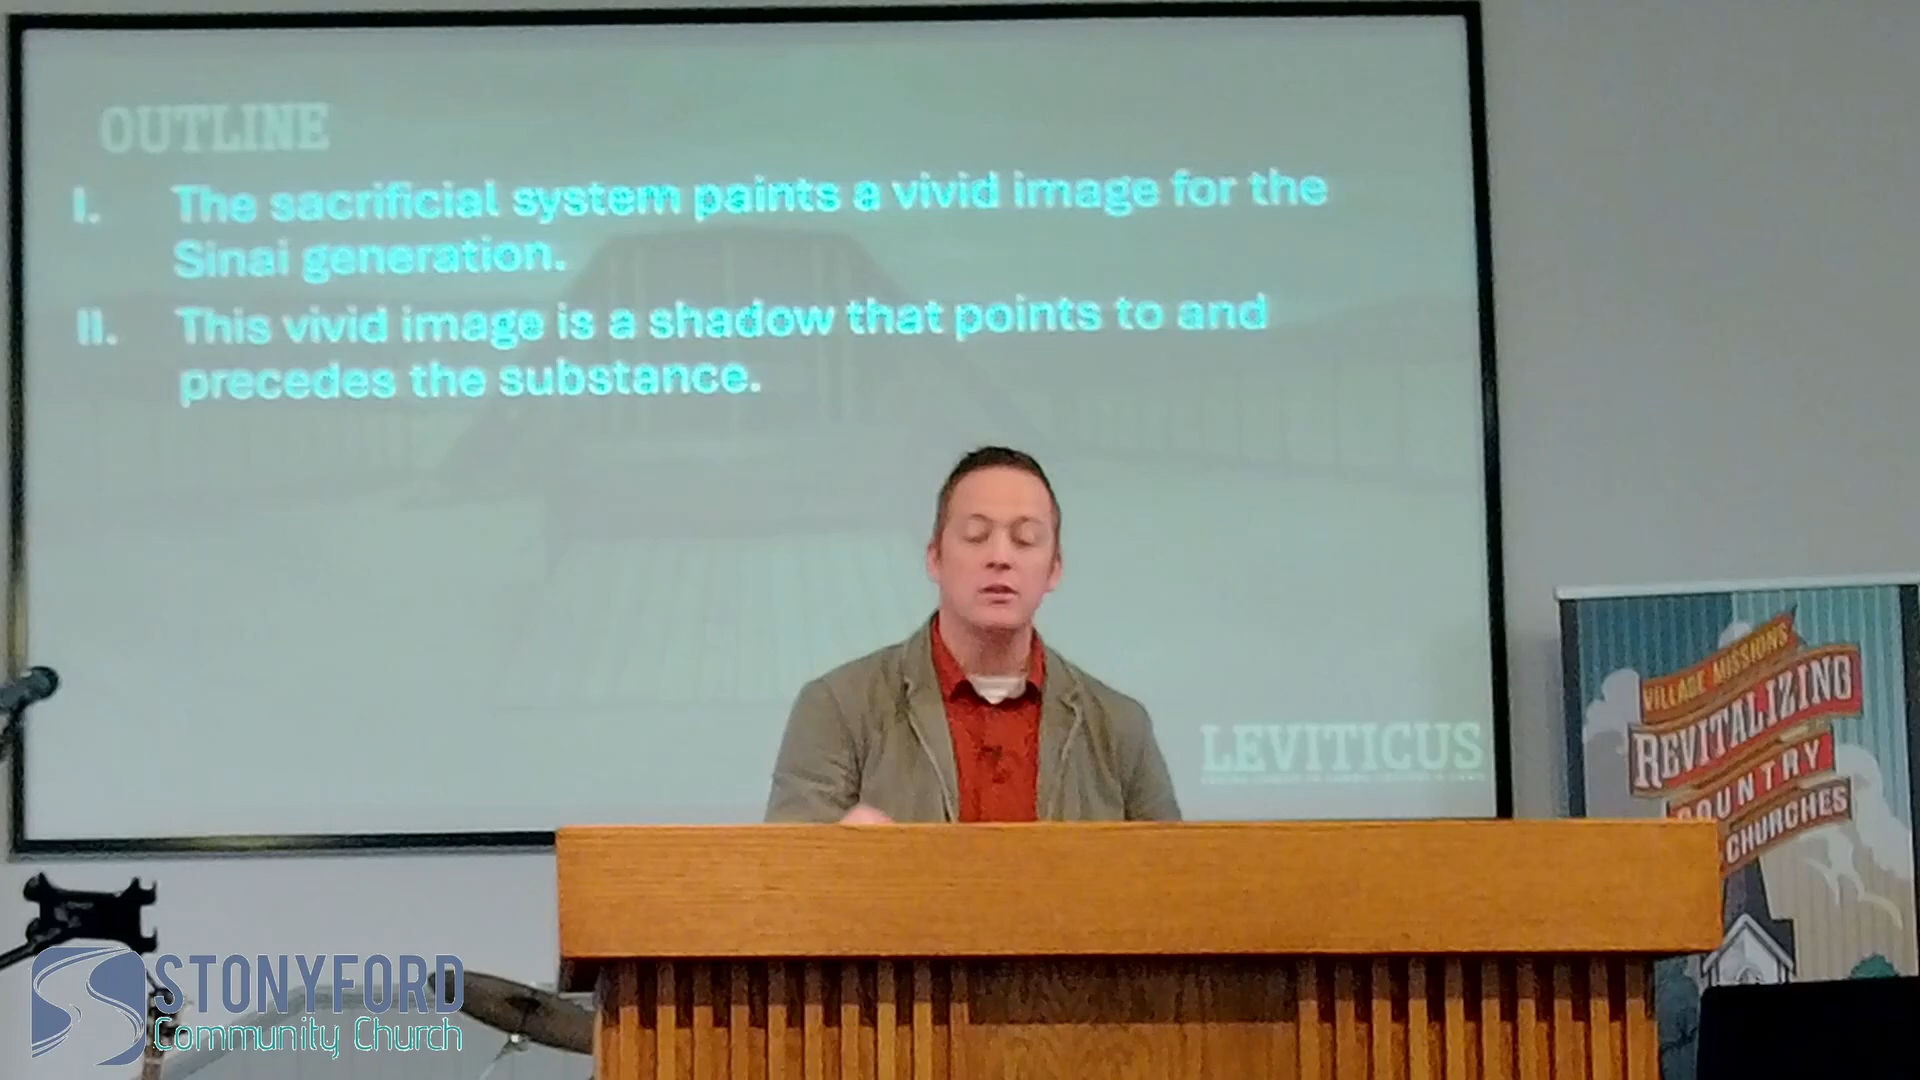 OUTLINE
I. The sacrificial system paints a vivid image for the
Sinai generation.
II. This vivid image is a shadow that points to and
precedes the substance.
LEVITICUS
VILLAGE MISSIONS
REVITALIZING
COUNTRY
CHURCHES
STONYFORD
Community Church